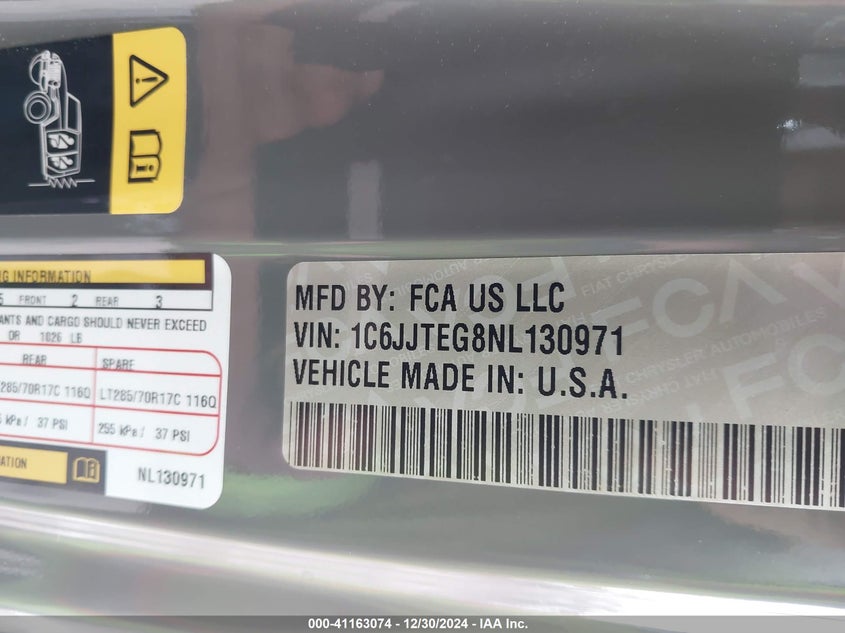 NG INFORMATION
5 FRONT 2 REAR 3
ANTS AND CARGO SHOULD NEVER EXCEED
OR 1026 LB
REAR SPARE
285/70R17C 116Q LT285/70R17C 116Q
kPa / 37 PSI 255 kPa / 37 PSI
ATION
NL130971
MFD BY: FCA US LLC
VIN: 1C6JJTEG8NL130971
VEHICLE MADE IN: U.S.A.
000-41163074 - 12/30/2024 - IAA Inc.